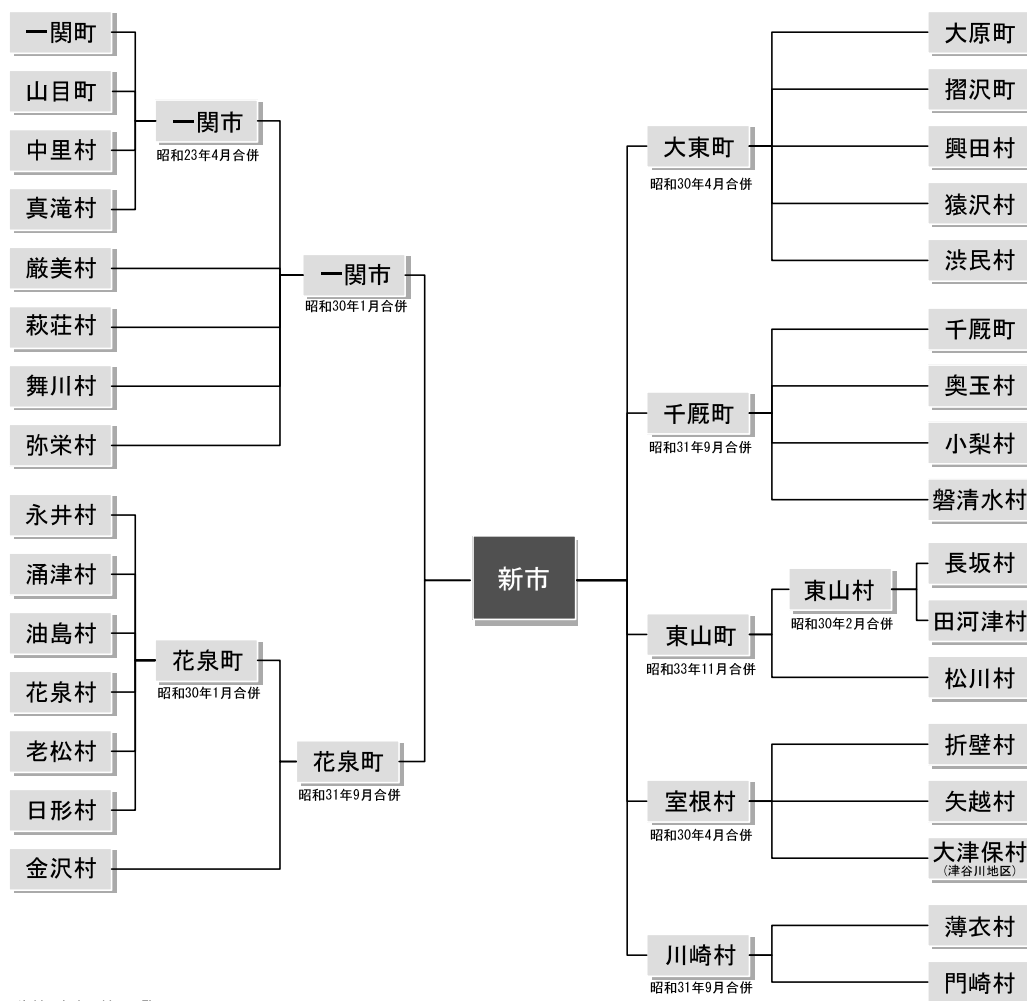 一関町
山目町
中里村
真滝村
一関市
昭和23年4月合併
厳美村
萩荘村
舞川村
弥栄村
一関市
昭和30年1月合併
永井村
涌津村
油島村
花泉村
老松村
日形村
花泉町
昭和30年1月合併
金沢村
花泉町
昭和31年9月合併
新市
大東町
昭和30年4月合併
大原町
摺沢町
興田村
猿沢村
渋民村
千厩町
昭和31年9月合併
千厩町
奥玉村
小梨村
磐清水村
東山町
昭和33年11月合併
東山村
昭和30年2月合併
長坂村
田河津村
松川村
室根村
昭和30年4月合併
折壁村
矢越村
大津保村
(津谷川地区)
川崎村
昭和31年9月合併
薄衣村
門崎村